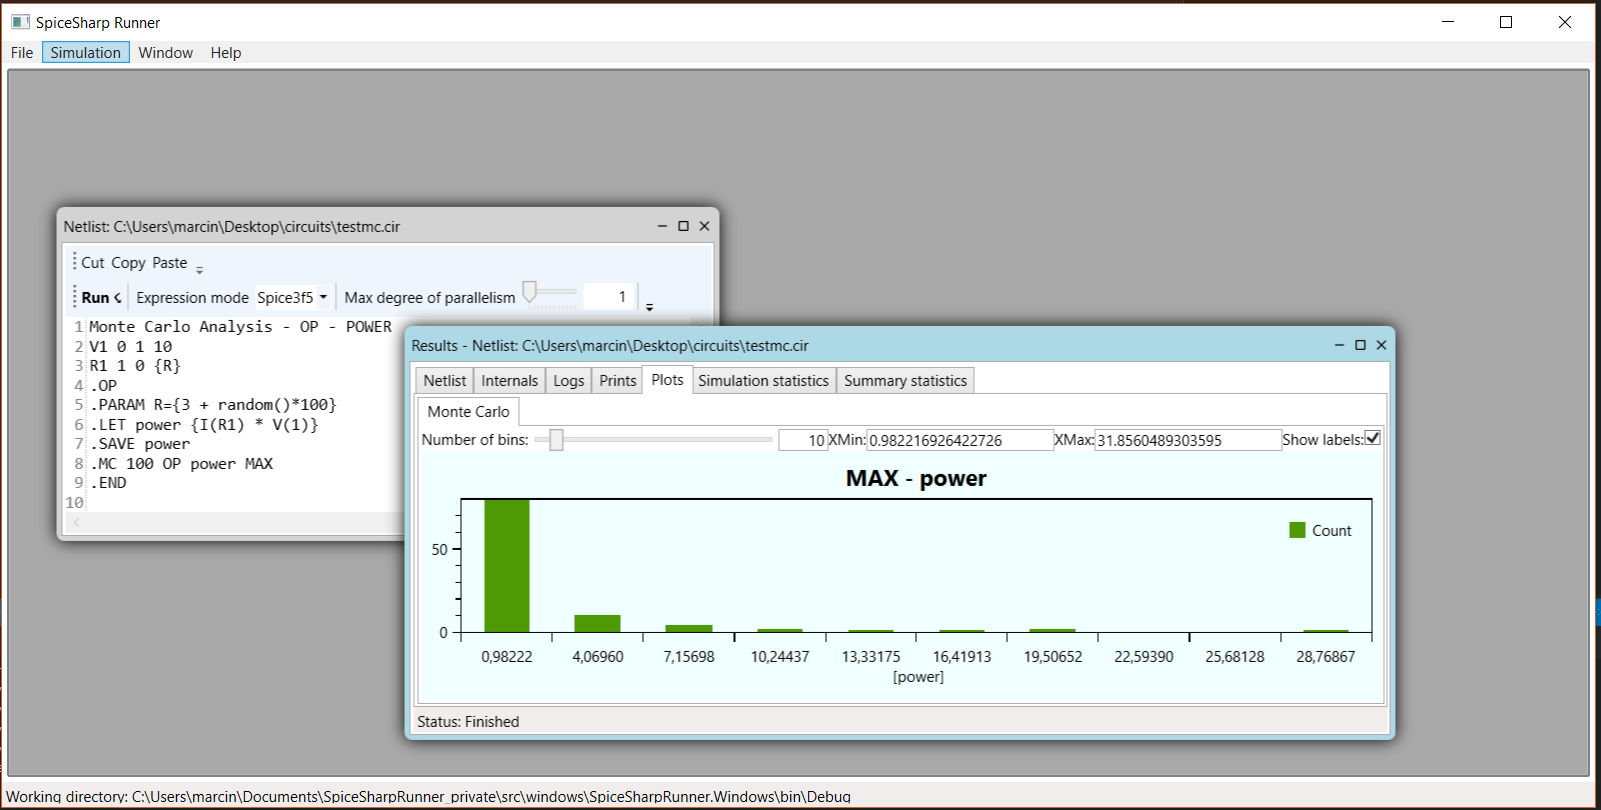 SpiceSharp Runner
File Simulation Window Help
Netlist: C:\Users\marcin\Desktop\circuits\testmc.cir
Cut Copy Paste
Run Expression mode Spice3f5 Max degree of parallelism 1
1 Monte Carlo Analysis - OP - POWER
2 V1 0 1 10
3 R1 1 0 {R}
4 .OP
5 .PARAM R={3 + random()*100}
6 .LET power {I(R1) * V(1)}
7 .SAVE power
8 .MC 100 OP power MAX
9 .END
10
Results - Netlist: C:\Users\marcin\Desktop\circuits\testmc.cir
Netlist Internals Logs Prints Plots Simulation statistics Summary statistics
Monte Carlo
Number of bins: 10 XMin: 0.982216926422726 XMax: 31.8560489303595 Show labels:
MAX - power
Count
50
0
0,98222 4,06960 7,15698 10,24437 13,33175 16,41913 19,50652 22,59390 25,68128 28,76867
[power]
Status: Finished
Working directory: C:\Users\marcin\Documents\SpiceSharpRunner_private\src\windows\SpiceSharpRunner.Windows\bin\Debug